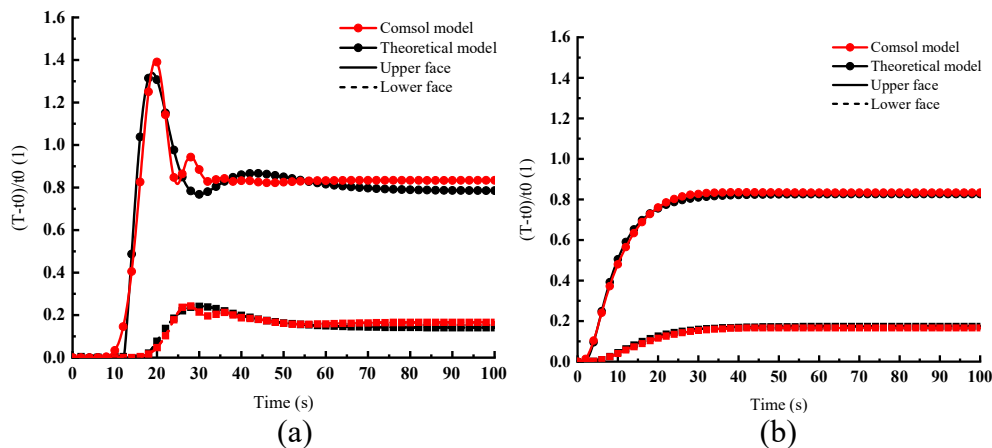 1.6
1.4
1.2
1.0
0.8
0.6
0.4
0.2
0.0
(T-t0)/t0 (1)
Comsol model
Theoretical model
Upper face
Lower face
0 10 20 30 40 50 60 70 80 90 100
Time (s)
(a)
1.6
1.4
1.2
1.0
0.8
0.6
0.4
0.2
0.0
(T-t0)/t0 (1)
Comsol model
Theoretical model
Upper face
Lower face
0 10 20 30 40 50 60 70 80 90 100
Time (s)
(b)